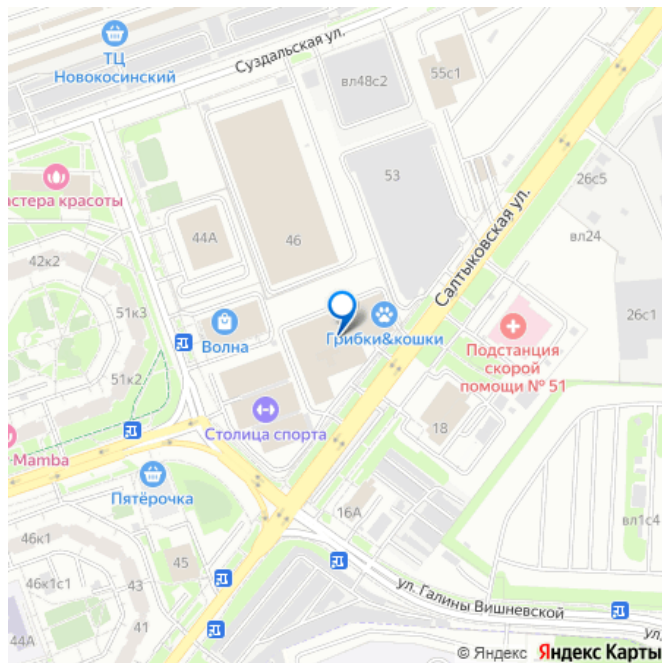 ТЦ
Новокосинский
Суздальская ул.
вл48с2
55с1
53
26с5
астера красоты
44А
46
Салтыковская ул.
вл24
42к2
51к3
26с1
Волна
Грибки&кошки
Подстанция
скорой
помощи № 51
51к2
Столица спорта
18
-Mamba
Пятёрочка
16А
вл1с4
46к1
45
46к1с1
43
ул. Галины Вишневской
41
44А
ул.
© Яндекс Яндекс Карты